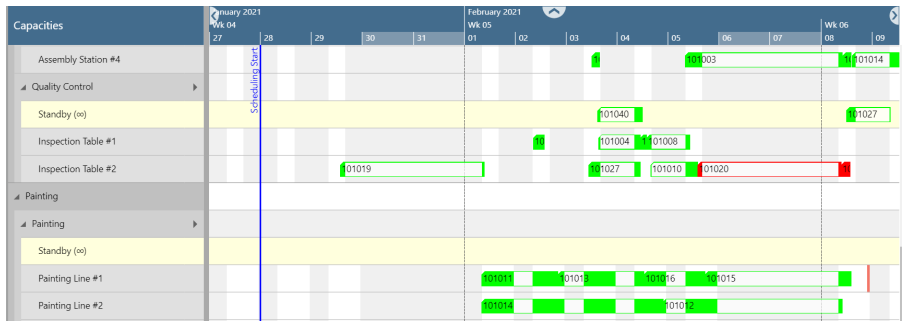 Capacities
January 2021
February 2021
Wk 04
Wk 05
Wk 06
27 28 29 30 31 01 02 03 04 05 06 07 08 09
Scheduling Start
Assembly Station #4
101003
101014
Quality Control
Standby (∞)
101040
101027
Inspection Table #1
10
101004
101008
Inspection Table #2
101019
101027
101010
101020
Painting
Painting
Standby (∞)
Painting Line #1
101011
101013
101016
101015
Painting Line #2
101014
101012